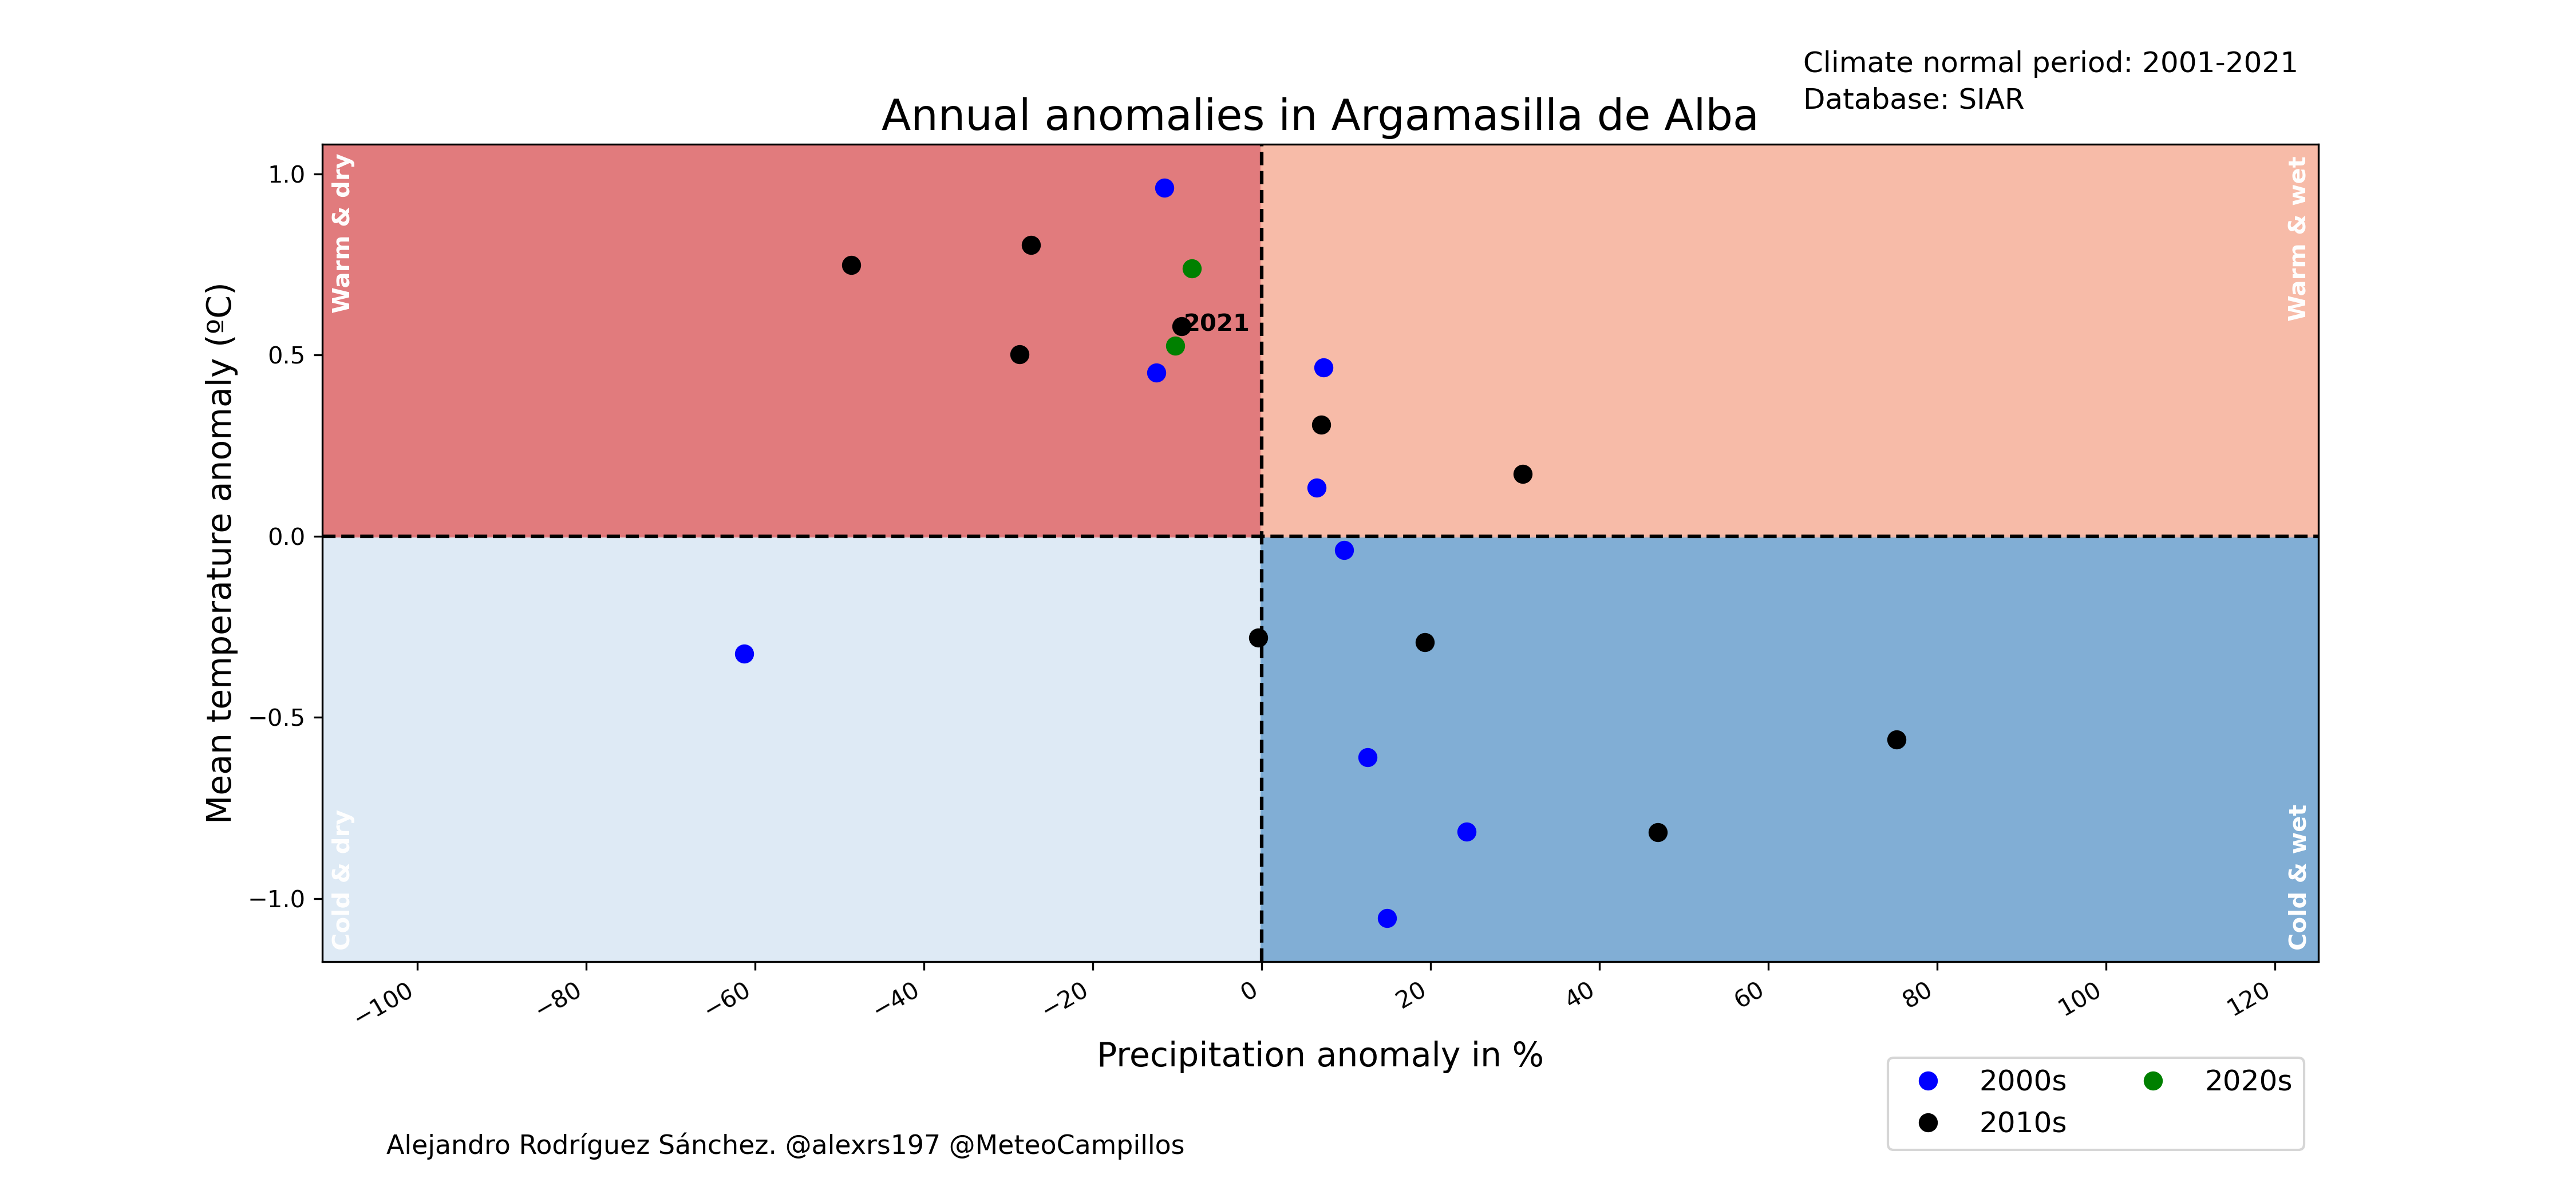 Climate normal period: 2001-2021
Database: SIAR
Annual anomalies in Argamasilla de Alba
Mean temperature anomaly (ºC)
1.0
0.5
0.0
−0.5
−1.0
Warm & dry
Warm & wet
2021
Cold & dry
Cold & wet
−100
−80
−60
−40
−20
0
20
40
60
80
100
120
Precipitation anomaly in %
2000s
2010s
2020s
Alejandro Rodríguez Sánchez. @alexrs197 @MeteoCampillos